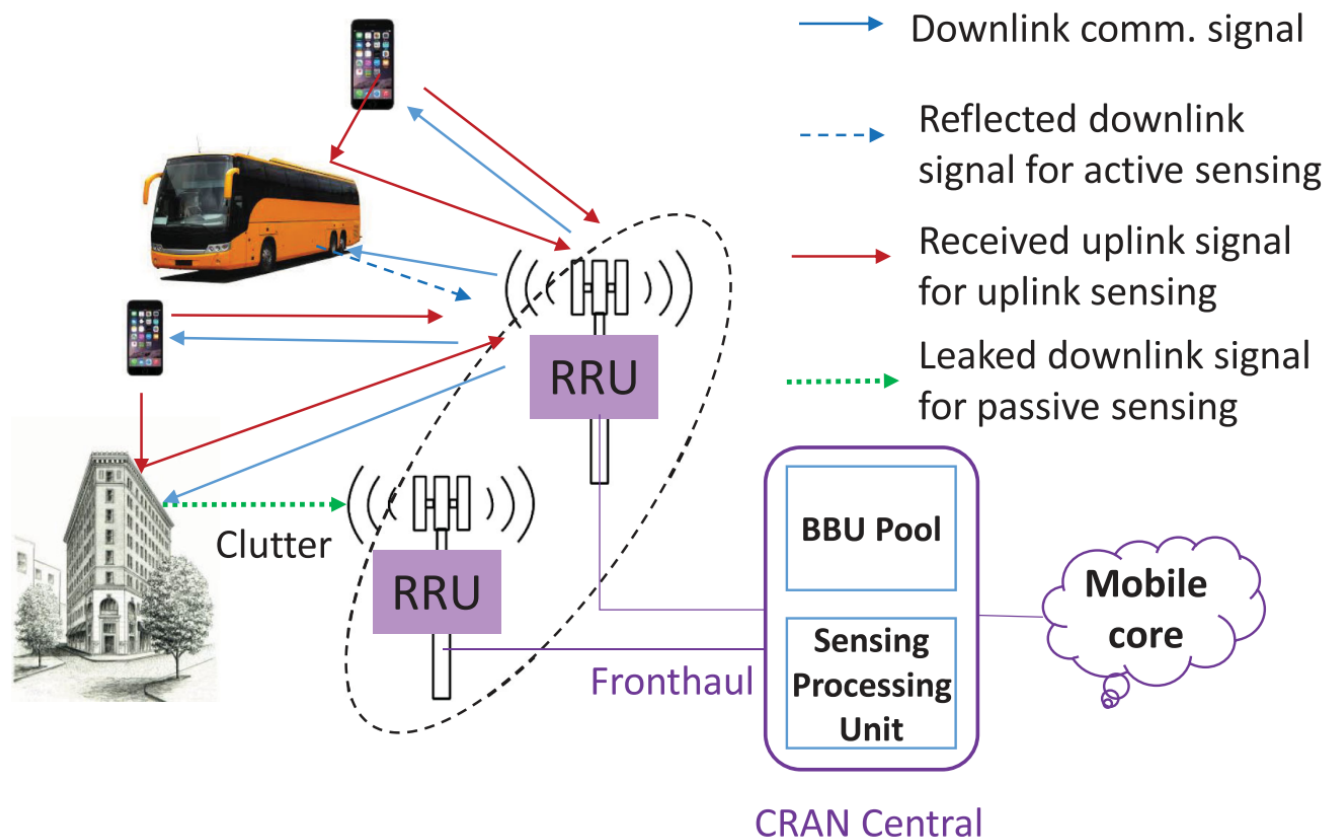 Downlink comm. signal
Reflected downlink
signal for active sensing
Received uplink signal
for uplink sensing
Leaked downlink signal
for passive sensing
RRU
Clutter
RRU
Fronthaul
BBU Pool
Sensing
Processing
Unit
Mobile
core
CRAN Central